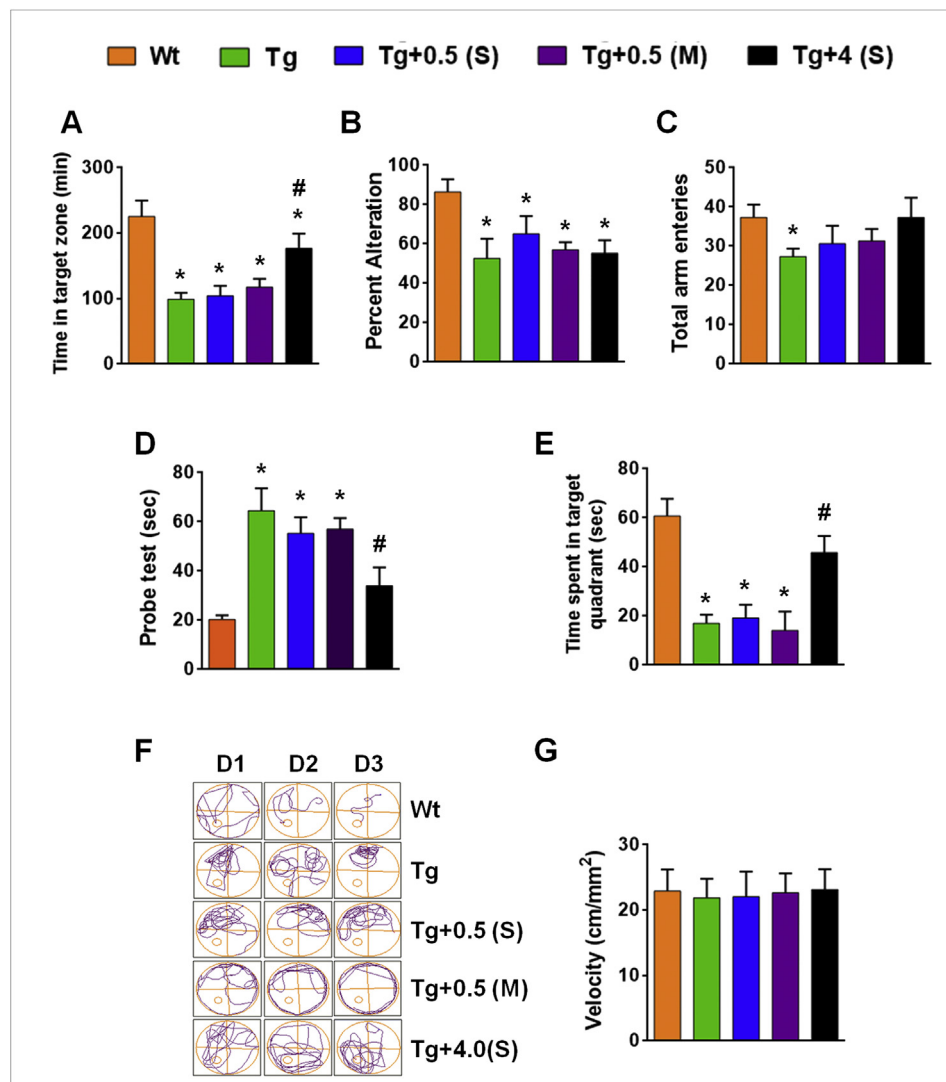 Wt Tg Tg+0.5 (S) Tg+0.5 (M) Tg+4 (S)
A
Time in target zone (min)
300
200
100
0
* * * * #
B
Percent Alteration
100
80
60
40
20
0
* * * *
C
Total arm enteries
50
40
30
20
10
0
*
D
Probe test (sec)
80
60
40
20
0
* * * #
E
Time spent in target
quadrant (sec)
80
60
40
20
0
* * * #
F
D1 D2 D3
Wt
Tg
Tg+0.5 (S)
Tg+0.5 (M)
Tg+4.0(S)
G
Velocity (cm/mm²)
30
20
10
0